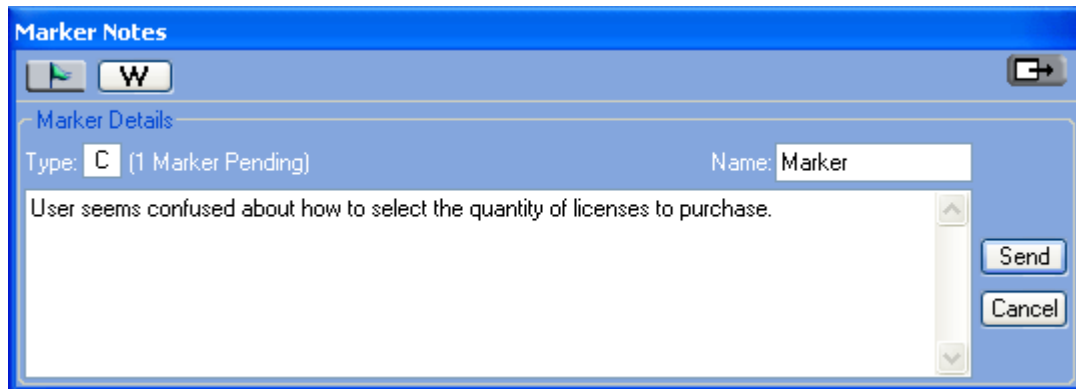 Marker Notes
W
Marker Details
Type: C (1 Marker Pending) Name: Marker
User seems confused about how to select the quantity of licenses to purchase.
Send
Cancel